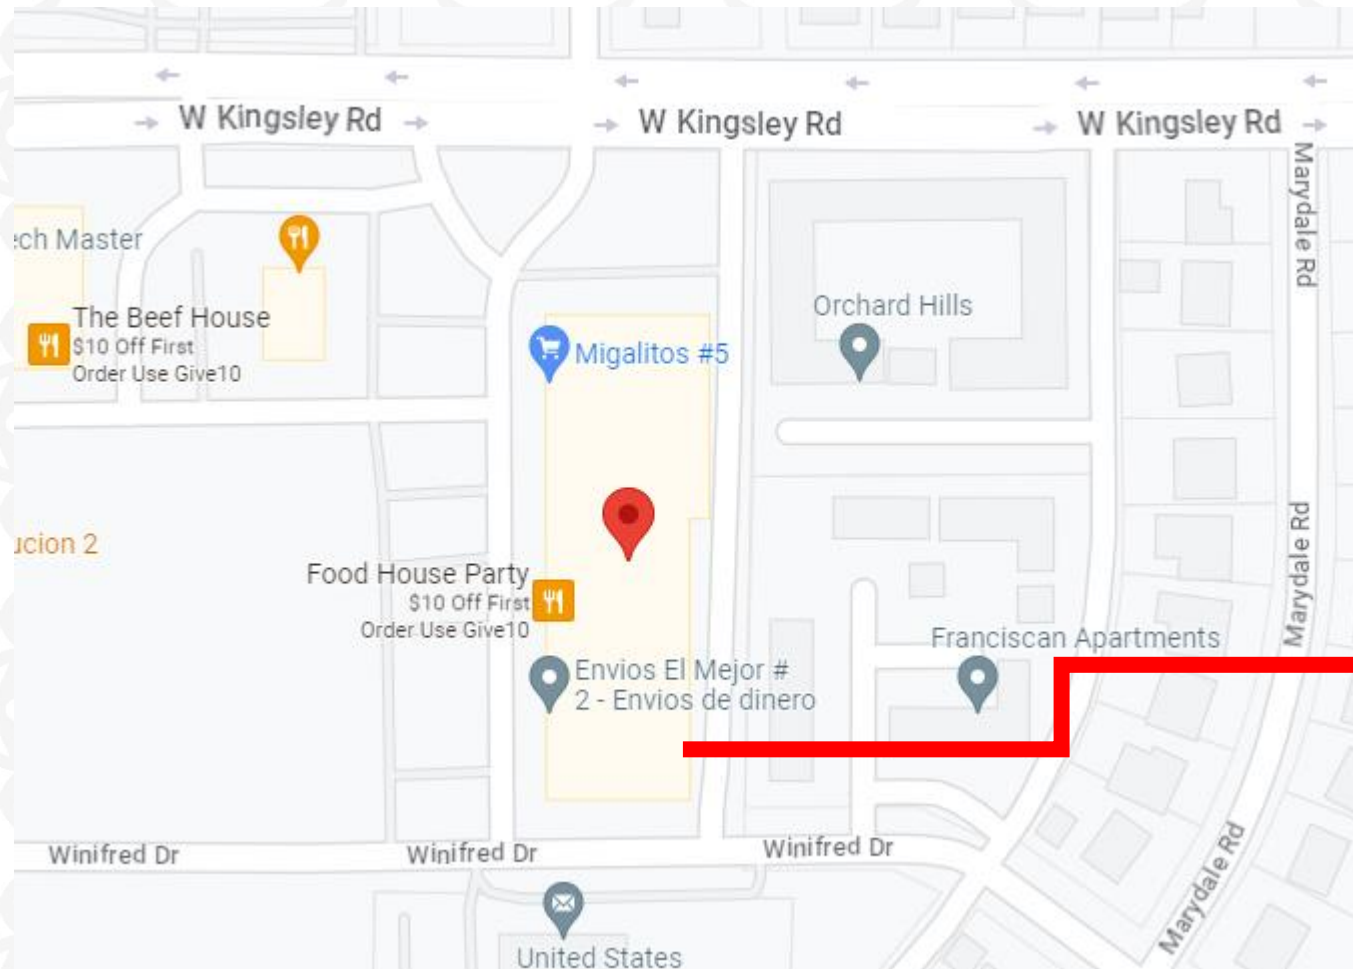 W Kingsley Rd
W Kingsley Rd
W Kingsley Rd
Marydale Rd
ech Master
The Beef House
$10 Off First
Order Use Give10
Orchard Hills
Migalitos #5
ucion 2
Marydale Rd
Food House Party
$10 Off First
Order Use Give10
Franciscan Apartments
Envios El Mejor #
2 - Envios de dinero
Winifred Dr
Winifred Dr
Winifred Dr
Marydale Rd
United States